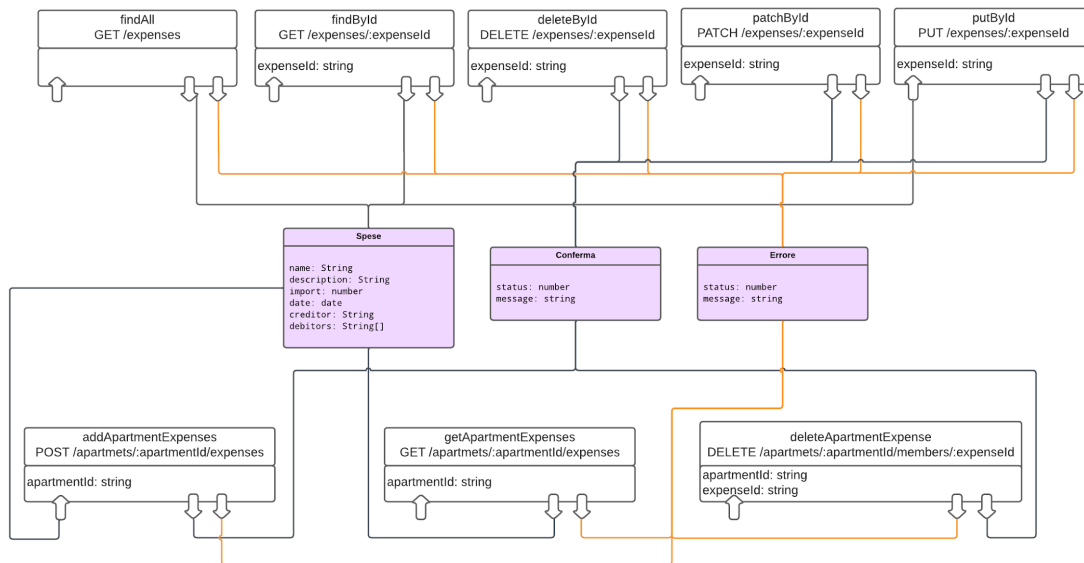 findAll
GET /expenses
findById
GET /expenses/:expenseId
expenseId: string
deleteById
DELETE /expenses/:expenseId
expenseId: string
patchById
PATCH /expenses/:expenseId
expenseId: string
putById
PUT /expenses/:expenseId
expenseId: string
Spese
name: String
description: String
import: number
date: date
creditor: String
debitors: String[]
Conferma
status: number
message: string
Errore
status: number
message: string
addApartmentExpenses
POST /apartmets/:apartmentId/expenses
apartmentId: string
getApartmentExpenses
GET /apartmets/:apartmentId/expenses
apartmentId: string
deleteApartmentExpense
DELETE /apartmets/:apartmentId/members/:expenseId
apartmentId: string
expenseId: string